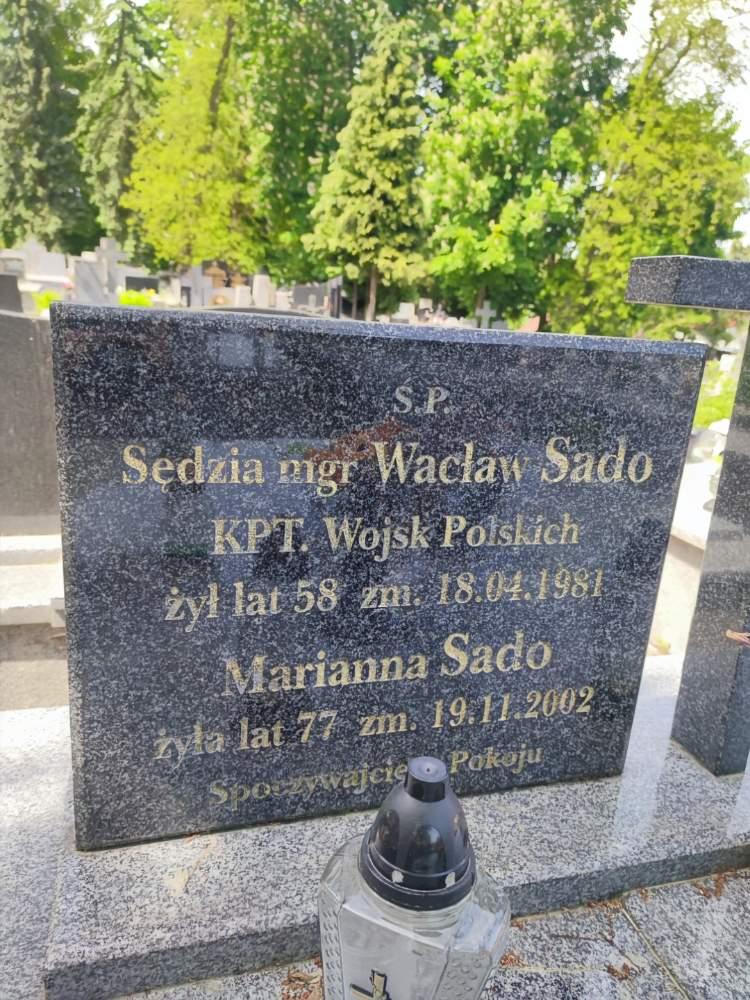 Ś.P.
Sędzia mgr Wacław Sado
KPT. Wojsk Polskich
żył lat 58 zm. 18.04.1981
Marianna Sado
żyła lat 77 zm. 19.11.2002
Spoczywajcie Pokoju